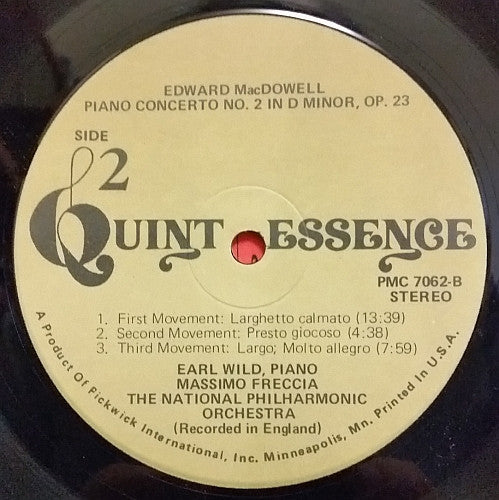 EDWARD MacDOWELL
PIANO CONCERTO NO. 2 IN D MINOR, OP. 23
SIDE
2
QUINTESSENCE
PMC 7062-B
STEREO
1. First Movement: Larghetto calmato (13:39)
2. Second Movement: Presto giocoso (4:38)
3. Third Movement: Largo; Molto allegro (7:59)
EARL WILD, PIANO
MASSIMO FRECCIA
THE NATIONAL PHILHARMONIC
ORCHESTRA
(Recorded in England)
A Product Of Pickwick International, Inc. Minneapolis, Mn. Printed In U.S.A.